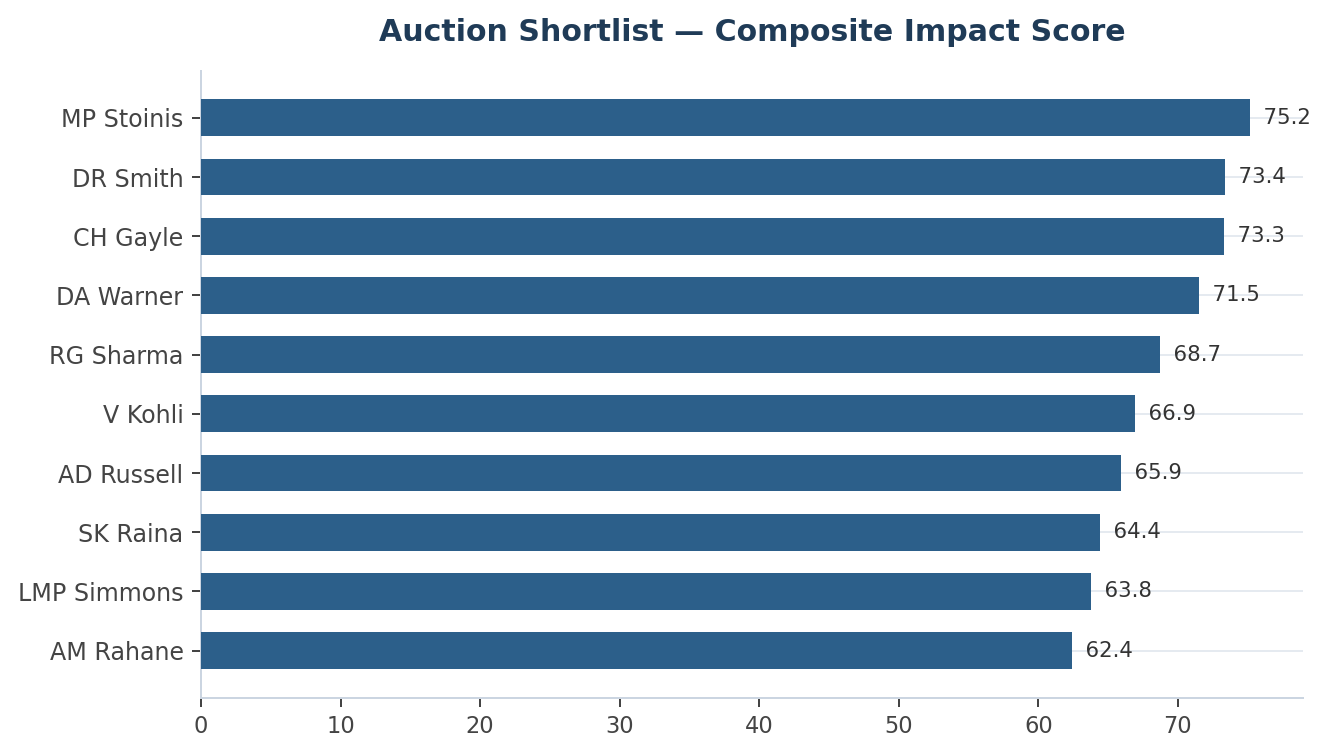 Auction Shortlist — Composite Impact Score
MP Stoinis 75.2
DR Smith 73.4
CH Gayle 73.3
DA Warner 71.5
RG Sharma 68.7
V Kohli 66.9
AD Russell 65.9
SK Raina 64.4
LMP Simmons 63.8
AM Rahane 62.4
0 10 20 30 40 50 60 70